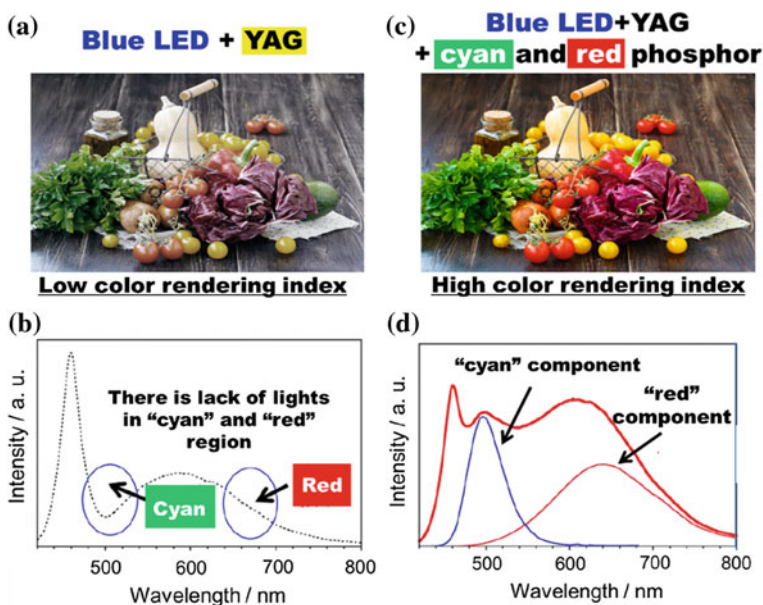 (a)
Blue LED + YAG
Low color rendering index
(c)
Blue LED+YAG
+ cyan and red phosphor
High color rendering index
(b)
There is lack of lights
in “cyan” and “red”
region
Cyan
Red
Intensity / a. u.
500
600
700
800
Wavelength / nm
(d)
“cyan” component
“red”
component
Intensity / a. u.
500
600
700
800
Wavelength / nm